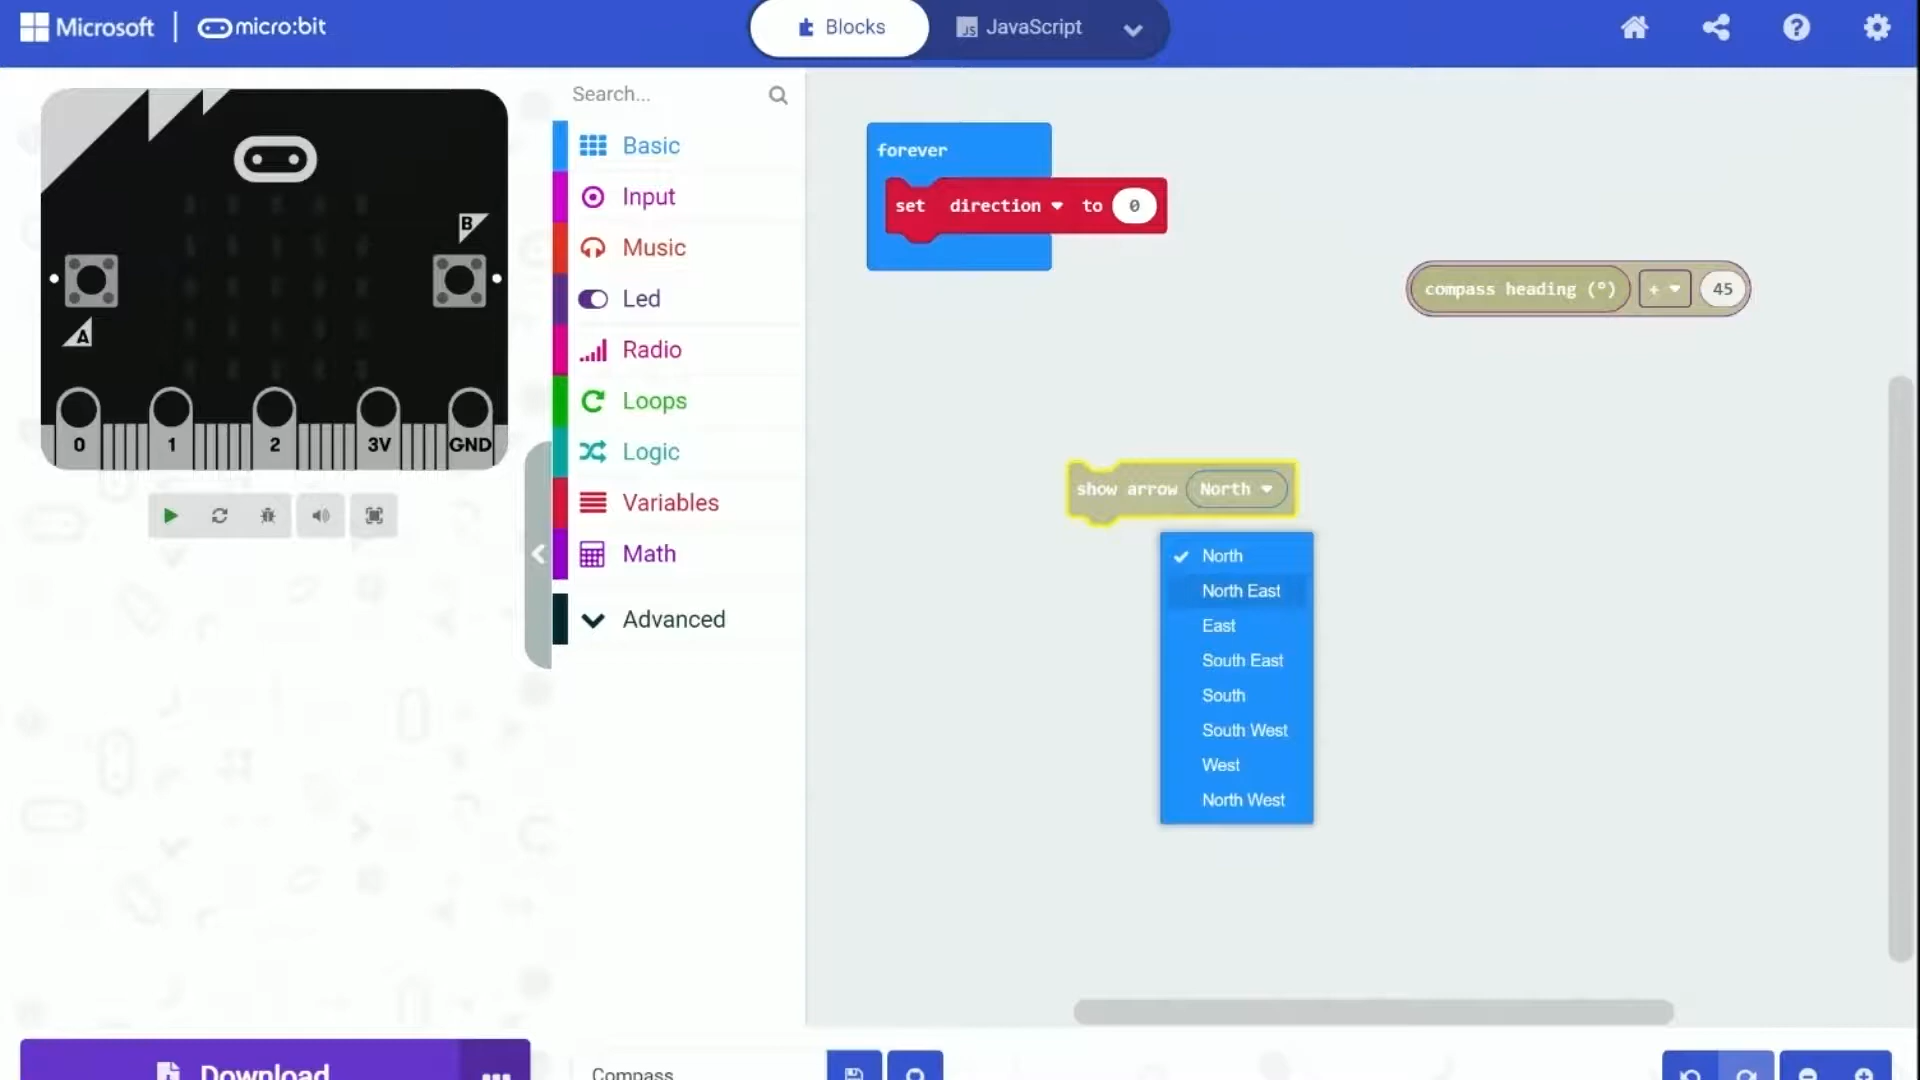 Microsoft | micro:bit
Blocks
JavaScript
Search...
Basic
Input
Music
Led
Radio
Loops
Logic
Variables
Math
Advanced
A
B
0 1 2 3V GND
forever
set direction to 0
compass heading (°) + 45
show arrow North
North
North East
East
South East
South
South West
West
North West
Download
Compass